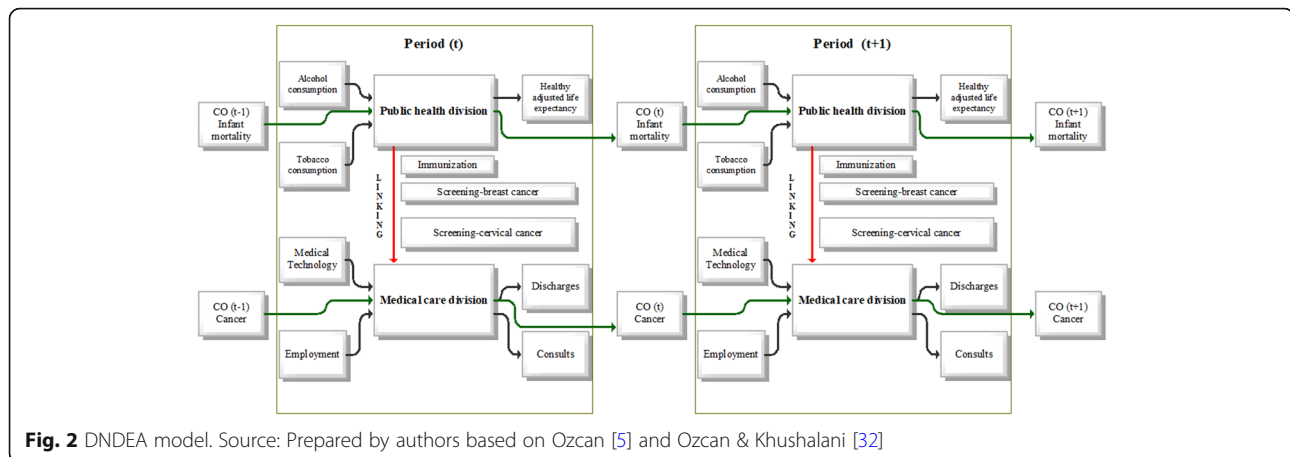 Period (t)
Alcohol
consumption
Public health division
Healthy
adjusted life
expectancy
CO (t-1)
Infant
mortality
Tobacco
consumption
LINKING
Immunization
Screening-breast cancer
Screening-cervical cancer
Medical
Technology
Medical care division
Discharges
CO (t-1)
Cancer
Employment
Consults
CO (t)
Infant
mortality
CO (t)
Cancer
Period (t+1)
Alcohol
consumption
Public health division
Healthy
adjusted life
expectancy
Tobacco
consumption
LINKING
Immunization
Screening-breast cancer
Screening-cervical cancer
Medical
Technology
Medical care division
Discharges
Employment
Consults
CO (t+1)
Infant
mortality
CO (t+1)
Cancer
Fig. 2 DNDEA model. Source: Prepared by authors based on Ozcan [5] and Ozcan & Khushalani [32]